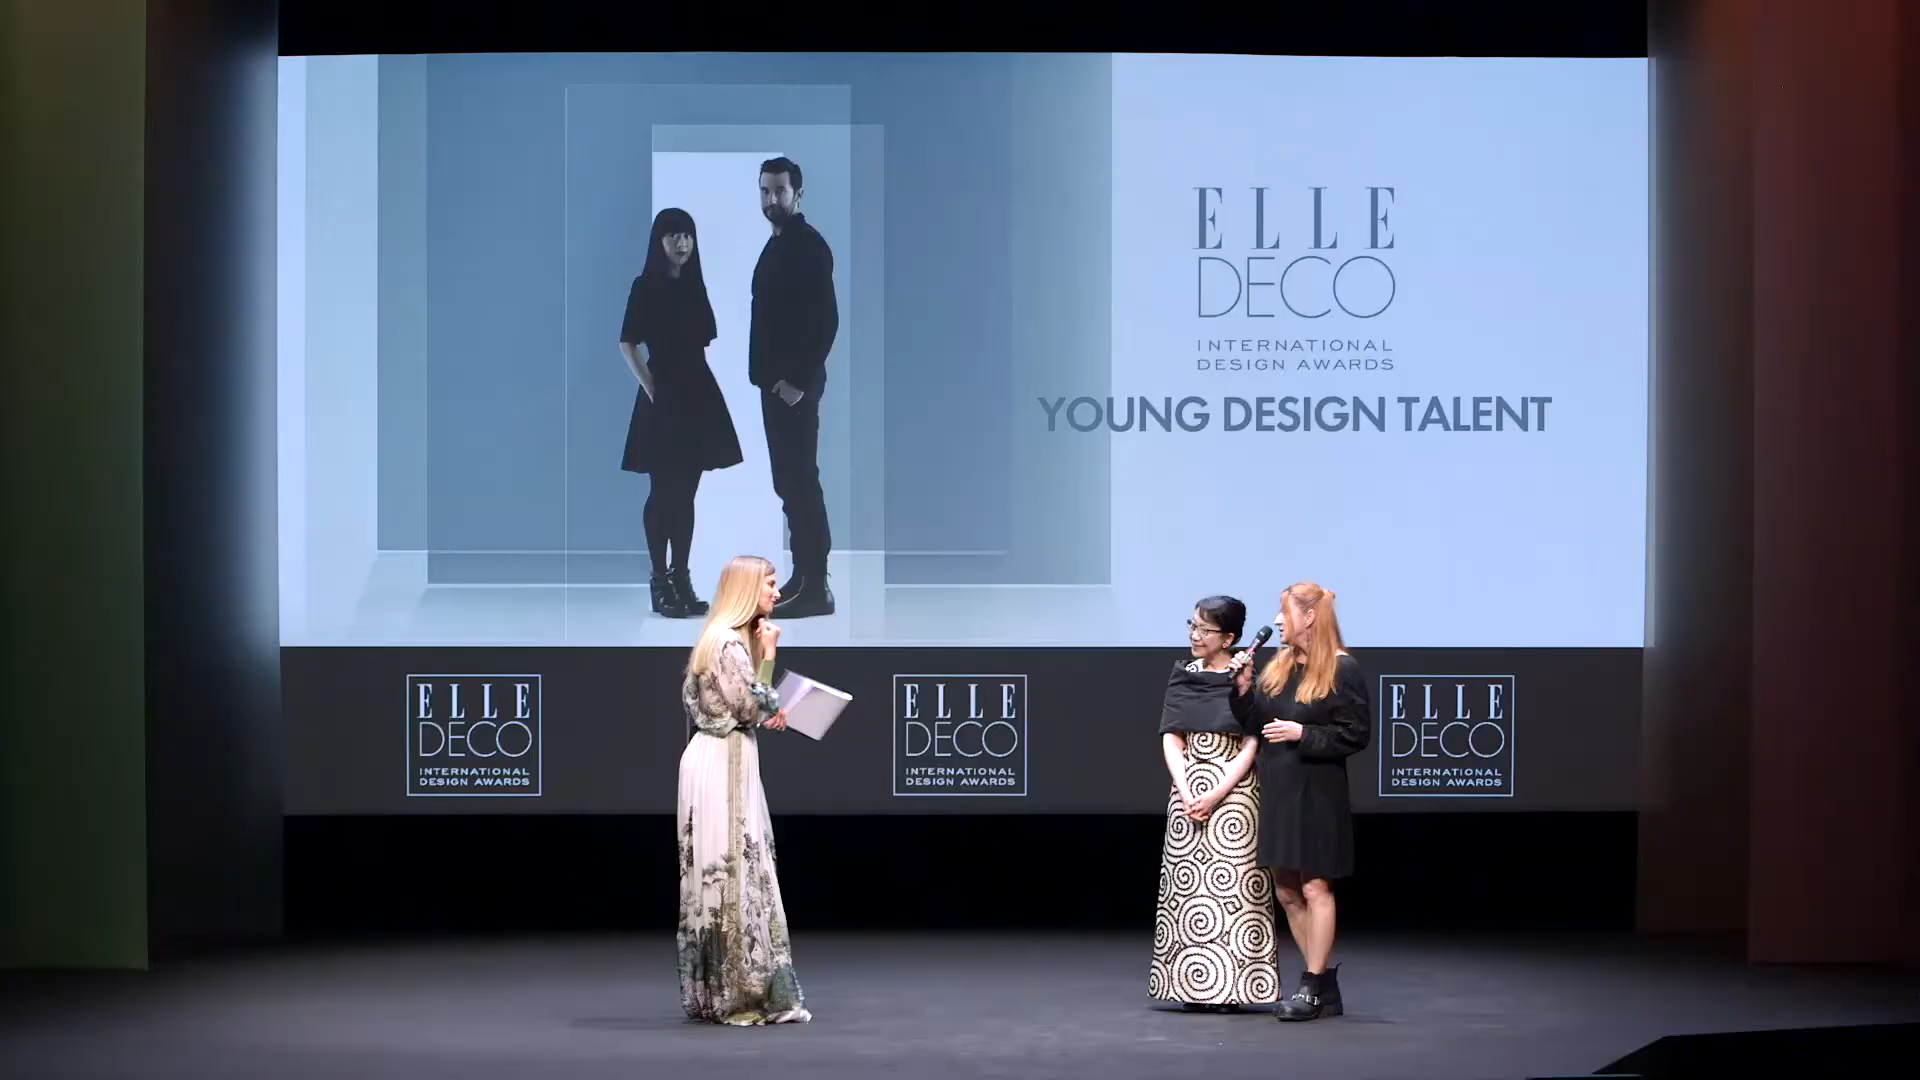 ELLE
DECO
INTERNATIONAL
DESIGN AWARDS
YOUNG DESIGN TALENT
ELLE
DECO
INTERNATIONAL
DESIGN AWARDS
ELLE
DECO
INTERNATIONAL
DESIGN AWARDS
ELLE
DECO
INTERNATIONAL
DESIGN AWARDS